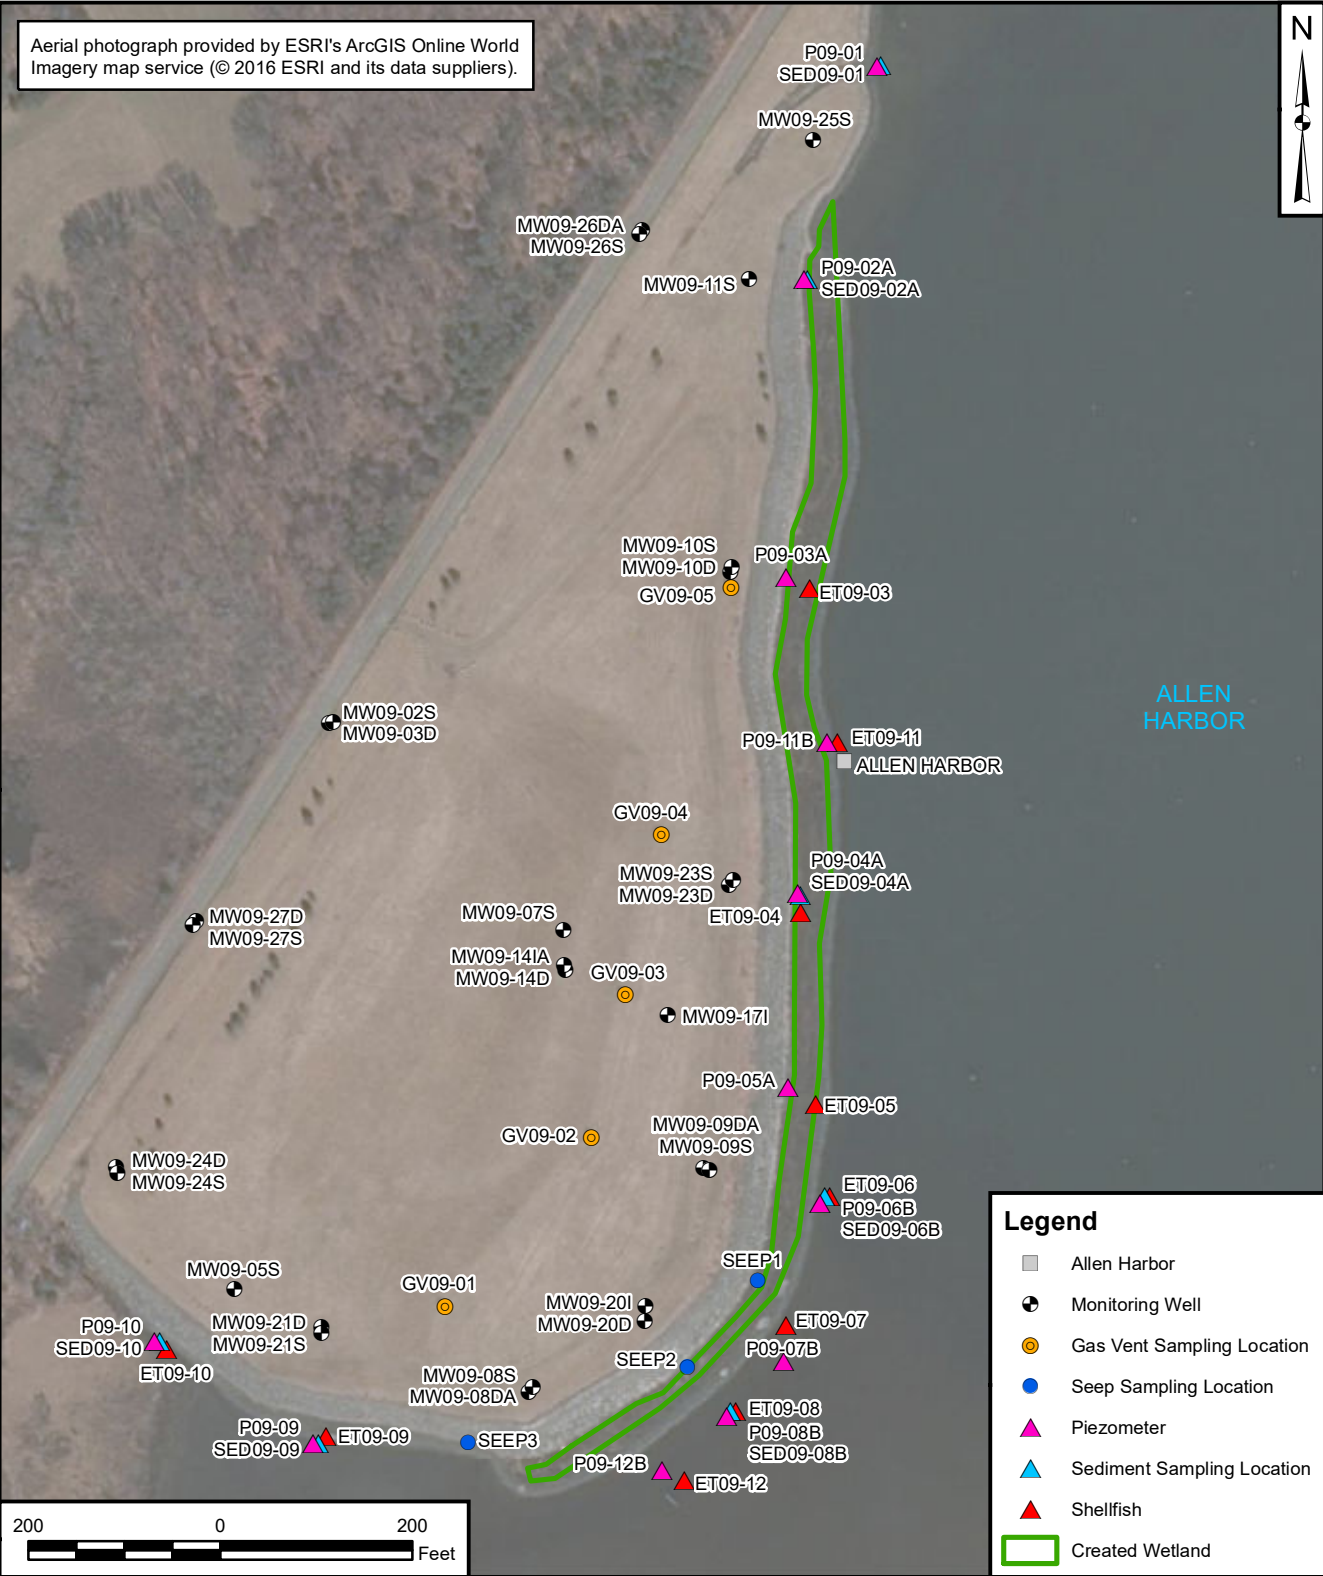 Aerial photograph provided by ESRI's ArcGIS Online World
Imagery map service (© 2016 ESRI and its data suppliers).
N
P09-01
SED09-01
MW09-25S
MW09-26DA
MW09-26S
MW09-11S
P09-02A
SED09-02A
MW09-10S
MW09-10D
GV09-05
P09-03A
ET09-03
ALLEN
HARBOR
MW09-02S
MW09-03D
P09-11B
ET09-11
ALLEN HARBOR
GV09-04
MW09-23S
MW09-23D
P09-04A
SED09-04A
ET09-04
MW09-07S
MW09-27D
MW09-27S
MW09-14IA
MW09-14D
GV09-03
MW09-17I
P09-05A
ET09-05
GV09-02
MW09-09DA
MW09-09S
MW09-24D
MW09-24S
ET09-06
P09-06B
SED09-06B
SEEP1
MW09-05S
GV09-01
MW09-20I
MW09-20D
P09-10
SED09-10
ET09-10
MW09-21D
MW09-21S
ET09-07
P09-07B
SEEP2
MW09-08S
MW09-08DA
ET09-08
P09-08B
SED09-08B
P09-09
SED09-09
ET09-09
SEEP3
P09-12B
ET09-12
Legend
Allen Harbor
Monitoring Well
Gas Vent Sampling Location
Seep Sampling Location
Piezometer
Sediment Sampling Location
Shellfish
Created Wetland
200 0 200
Feet